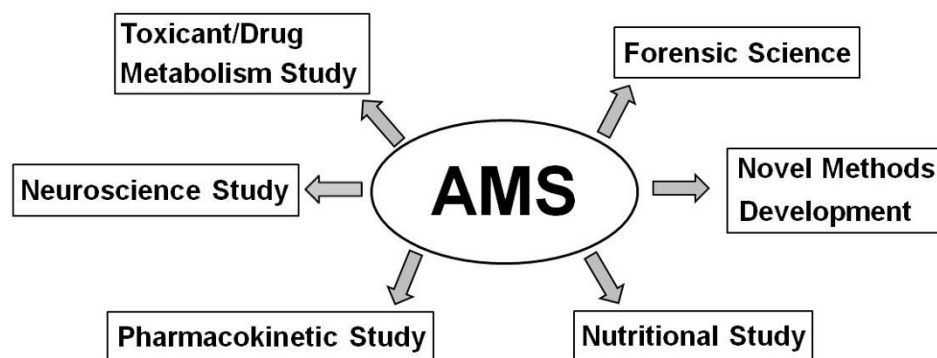 Toxicant/Drug
Metabolism Study
Forensic Science
Neuroscience Study
AMS
Novel Methods
Development
Pharmacokinetic Study
Nutritional Study